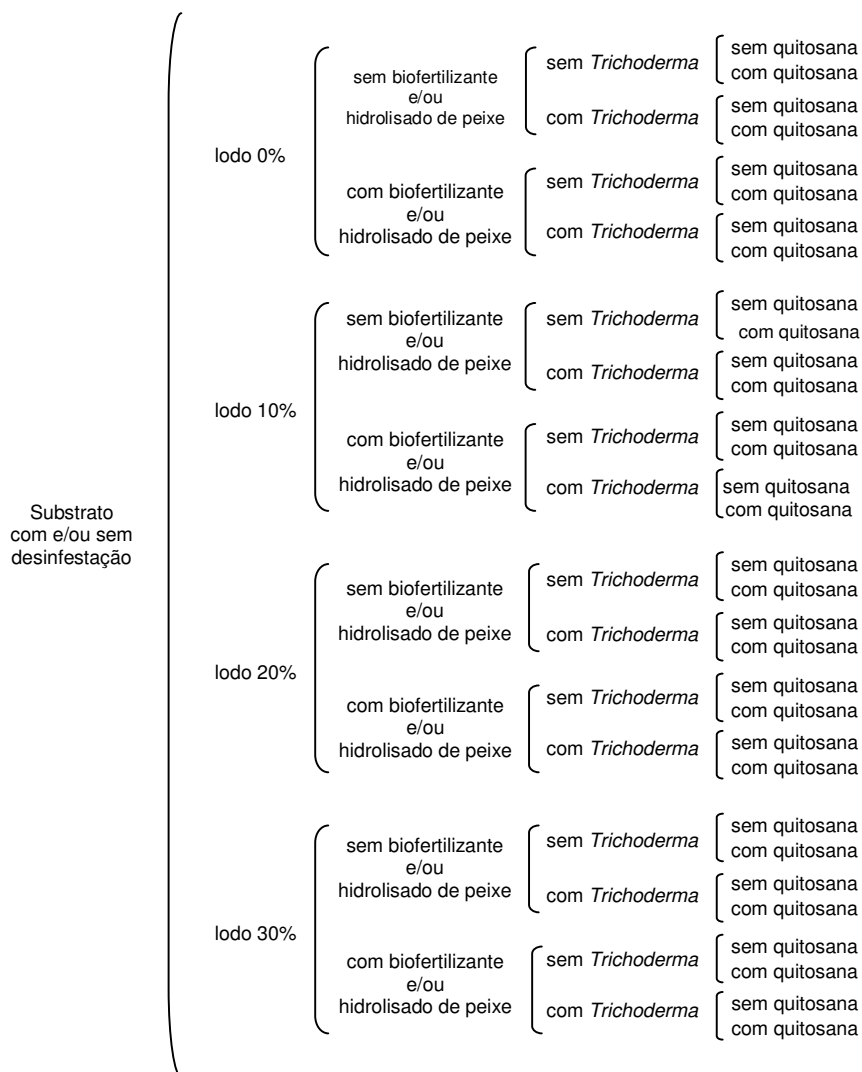 Substrato
com e/ou sem
desinfestação
lodo 0%
sem biofertilizante
e/ou
hidrolisado de peixe
sem Trichoderma
sem quitosana
com quitosana
com Trichoderma
sem quitosana
com quitosana
com biofertilizante
e/ou
hidrolisado de peixe
sem Trichoderma
sem quitosana
com quitosana
com Trichoderma
sem quitosana
com quitosana
lodo 10%
sem biofertilizante
e/ou
hidrolisado de peixe
sem Trichoderma
sem quitosana
com quitosana
com Trichoderma
sem quitosana
com quitosana
com biofertilizante
e/ou
hidrolisado de peixe
sem Trichoderma
sem quitosana
com quitosana
com Trichoderma
sem quitosana
com quitosana
lodo 20%
sem biofertilizante
e/ou
hidrolisado de peixe
sem Trichoderma
sem quitosana
com quitosana
com Trichoderma
sem quitosana
com quitosana
com biofertilizante
e/ou
hidrolisado de peixe
sem Trichoderma
sem quitosana
com quitosana
com Trichoderma
sem quitosana
com quitosana
lodo 30%
sem biofertilizante
e/ou
hidrolisado de peixe
sem Trichoderma
sem quitosana
com quitosana
com Trichoderma
sem quitosana
com quitosana
com biofertilizante
e/ou
hidrolisado de peixe
sem Trichoderma
sem quitosana
com quitosana
com Trichoderma
sem quitosana
com quitosana